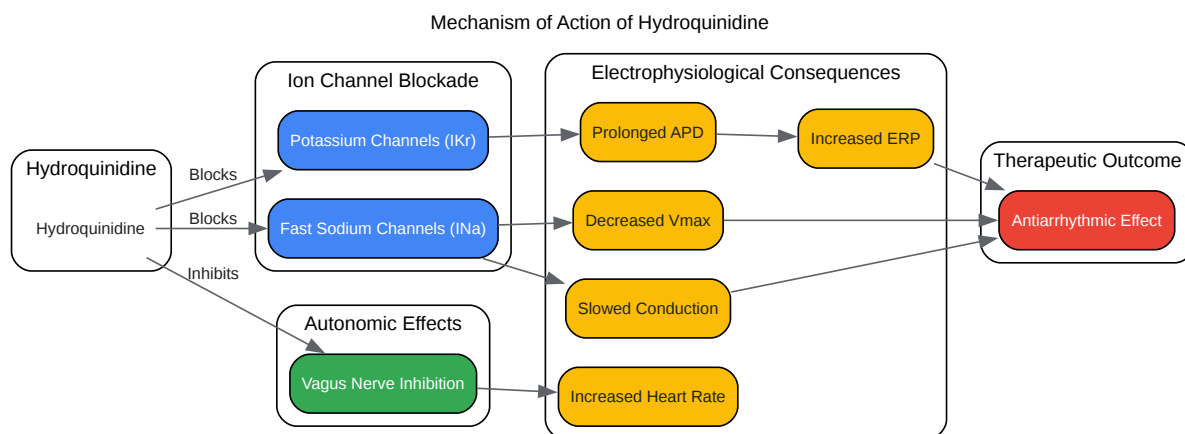 Mechanism of Action of Hydroquinidine
Hydroquinidine
Hydroquinidine
Blocks
Blocks
Inhibits
Ion Channel Blockade
Potassium Channels (IKr)
Fast Sodium Channels (INa)
Autonomic Effects
Vagus Nerve Inhibition
Electrophysiological Consequences
Prolonged APD
Increased ERP
Decreased Vmax
Slowed Conduction
Increased Heart Rate
Therapeutic Outcome
Antiarrhythmic Effect